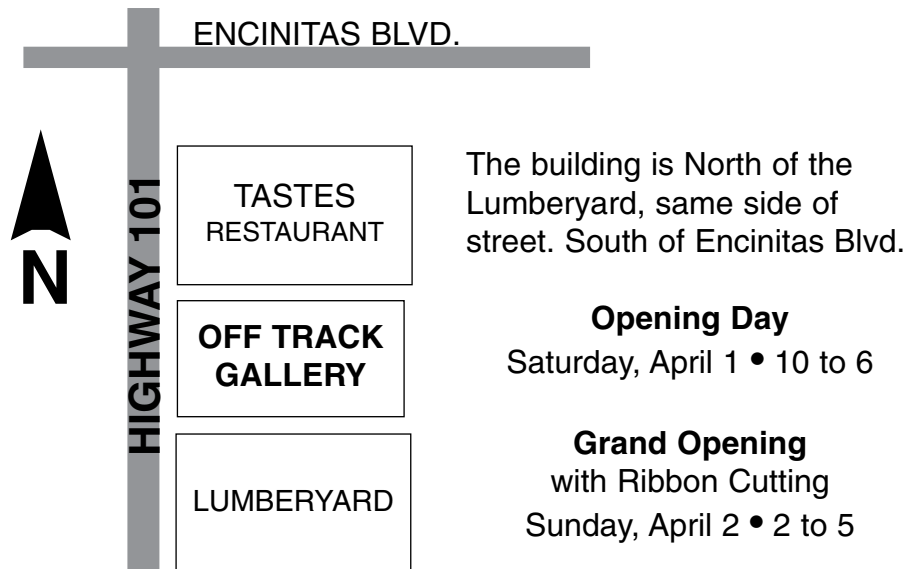 ENCINITAS BLVD.
HIGHWAY 101
N
TASTES
RESTAURANT
OFF TRACK
GALLERY
LUMBERYARD
The building is North of the
Lumberyard, same side of
street. South of Encinitas Blvd.
Opening Day
Saturday, April 1 • 10 to 6
Grand Opening
with Ribbon Cutting
Sunday, April 2 • 2 to 5